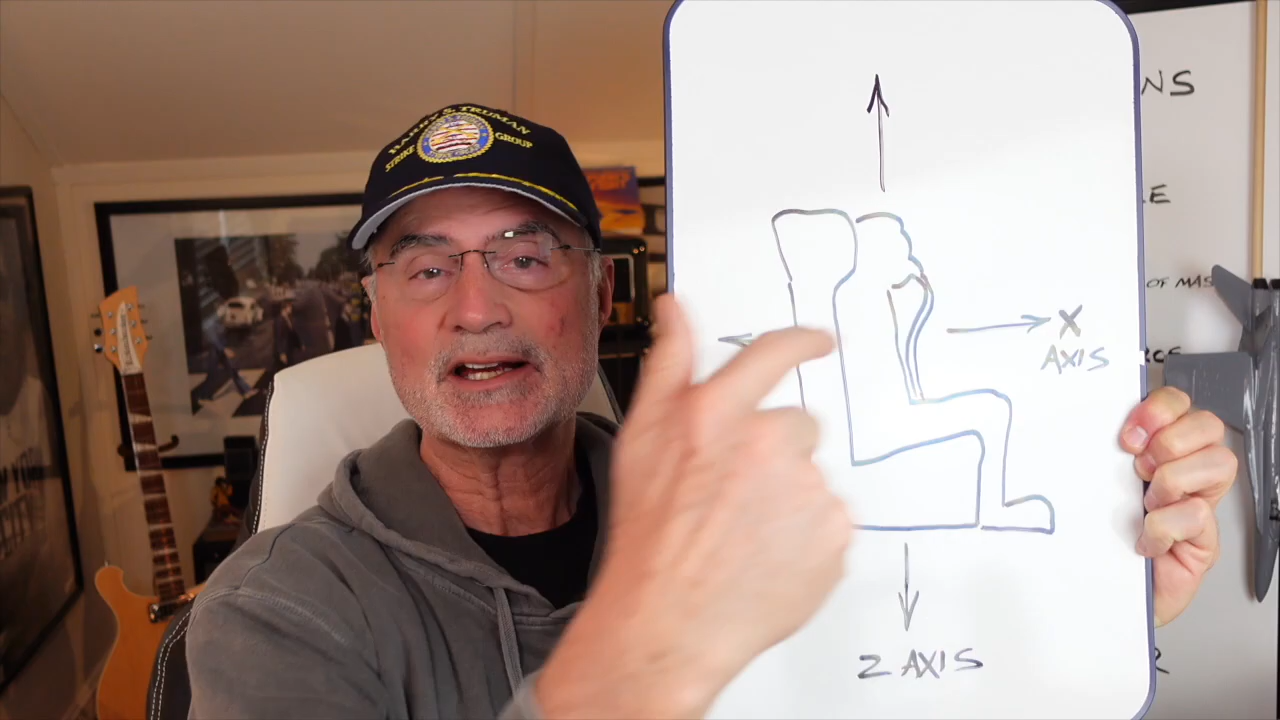 HARRY S. TRUMAN
STRIKE GROUP
X
AXIS
Z AXIS
NS
E
OF MAS